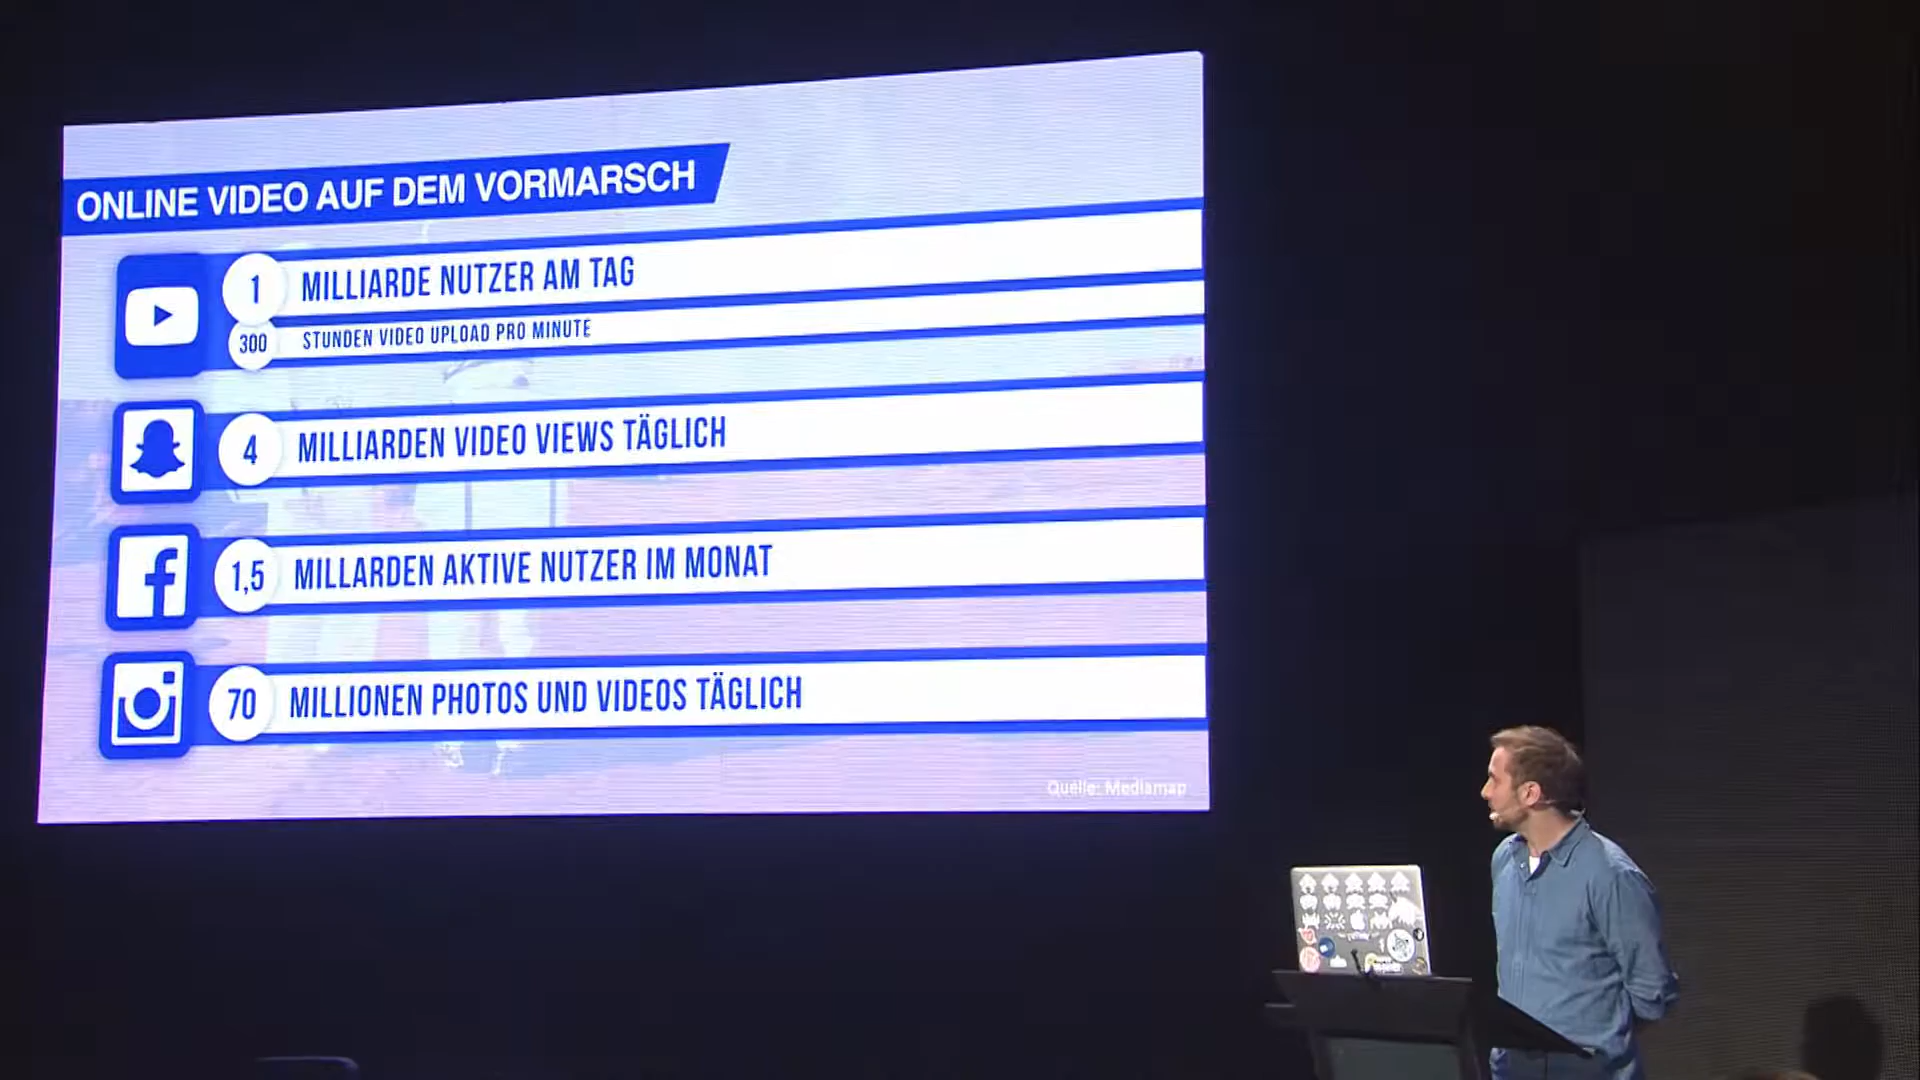 ONLINE VIDEO AUF DEM VORMARSCH
1 MILLIARDE NUTZER AM TAG
300 STUNDEN VIDEO UPLOAD PRO MINUTE
4 MILLIARDEN VIDEO VIEWS TÄGLICH
1,5 MILLARDEN AKTIVE NUTZER IM MONAT
70 MILLIONEN PHOTOS UND VIDEOS TÄGLICH
Quelle: Mediamap